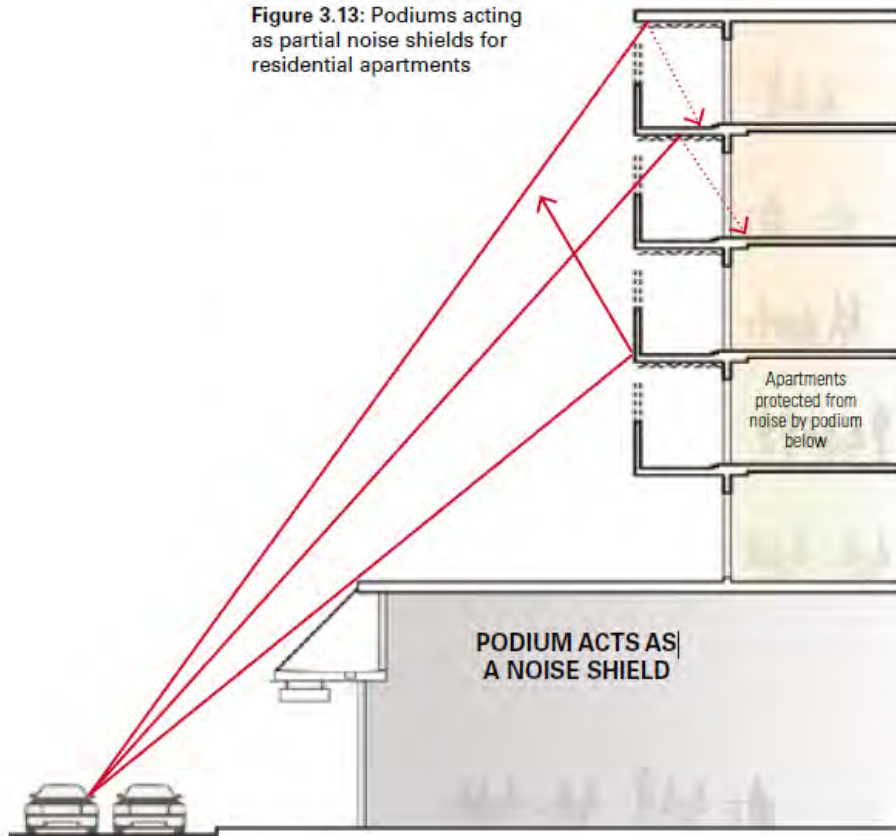 Figure 3.13: Podiums acting
as partial noise shields for
residential apartments
Apartments
protected from
noise by podium
below
PODIUM ACTS AS
A NOISE SHIELD